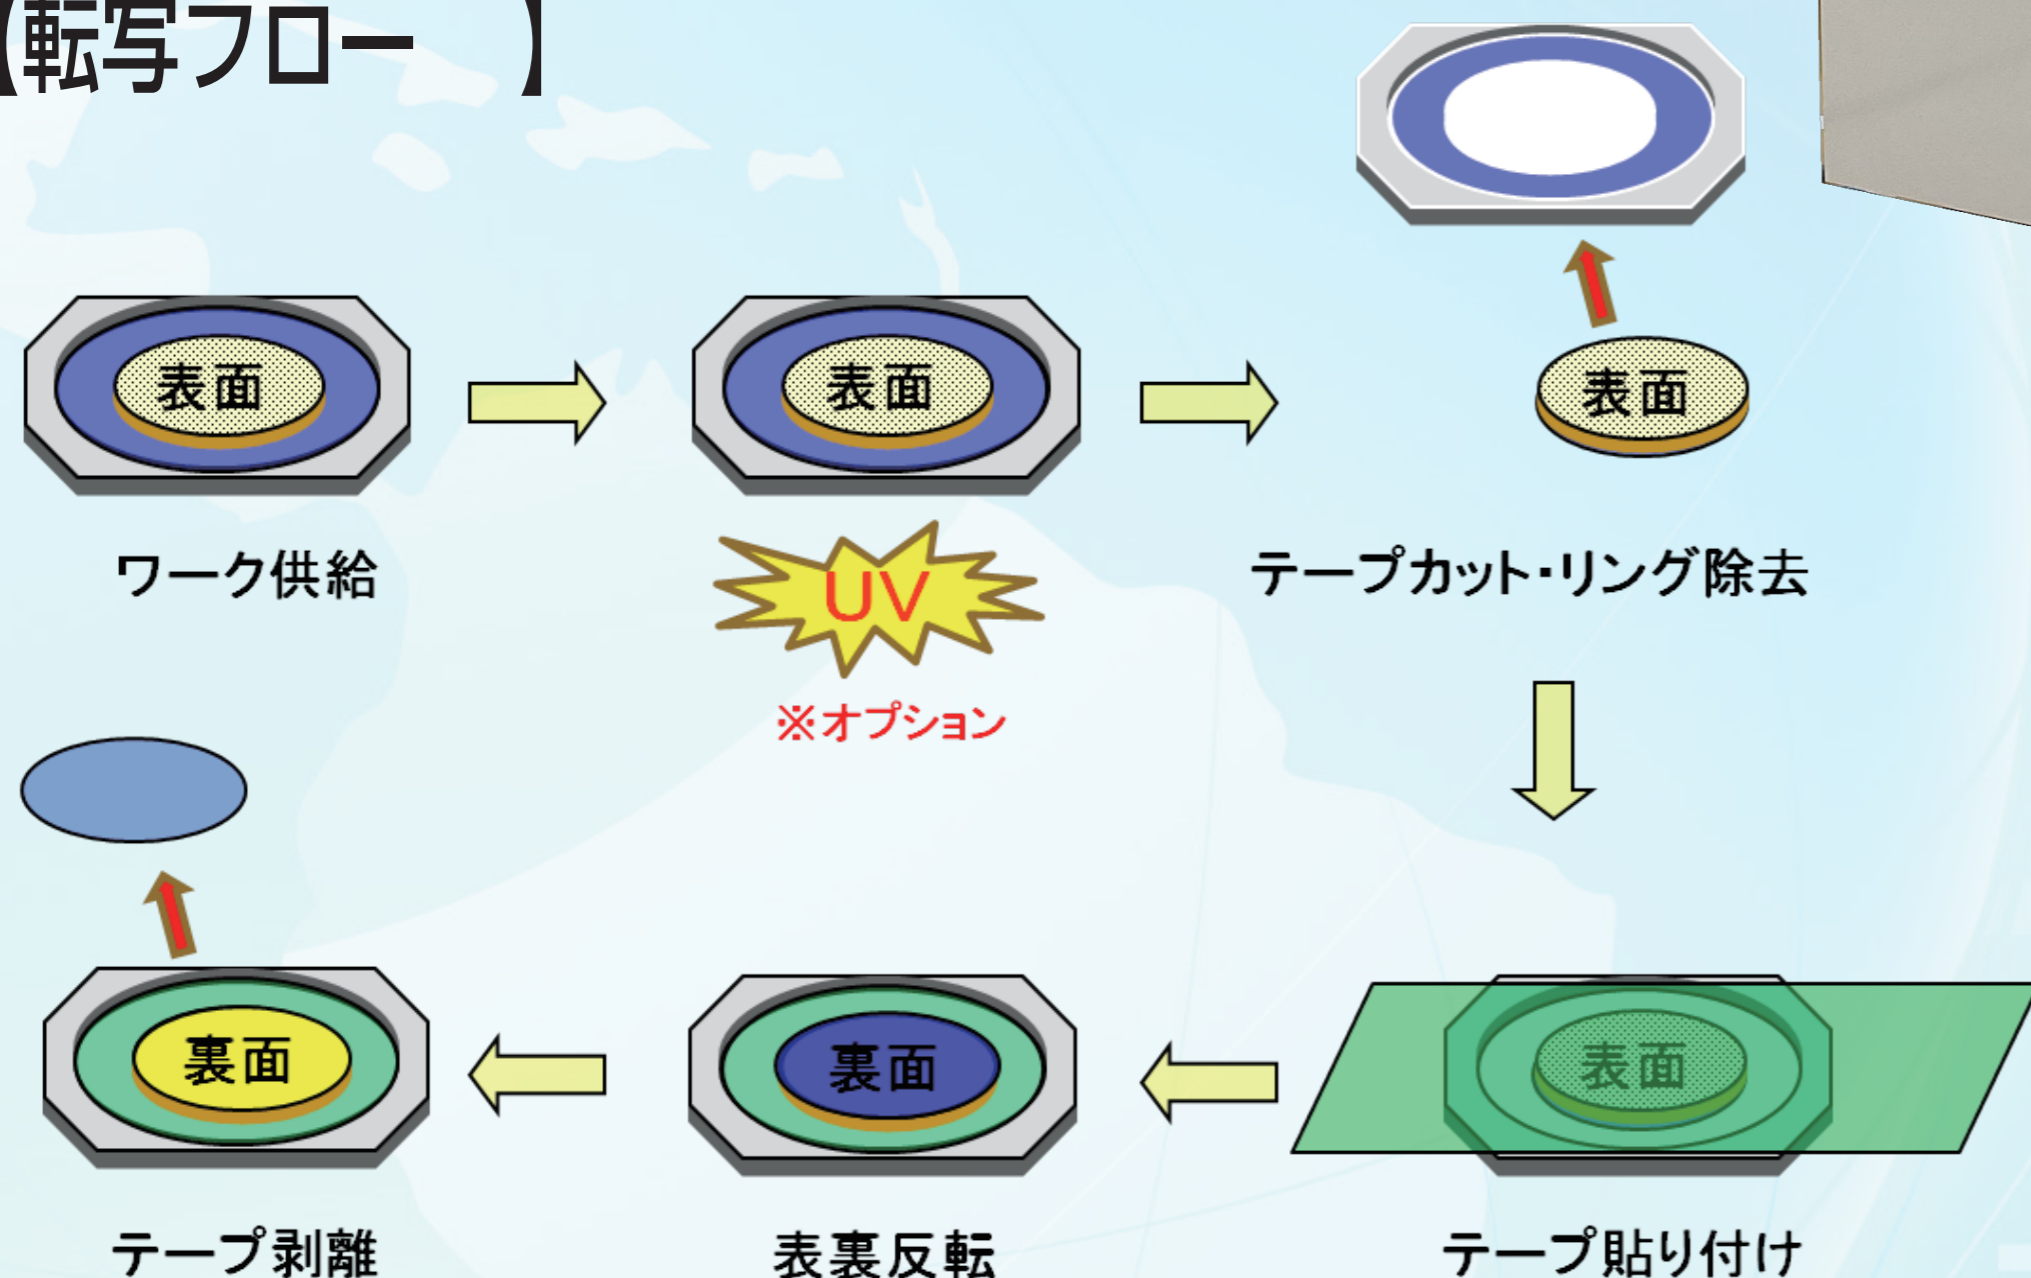 【転写フロー　】
表面
表面
表面
ワーク供給
UV
※オプション
テープカット・リング除去
裏面
裏面
表面
テープ剥離
表裏反転
テープ貼り付け